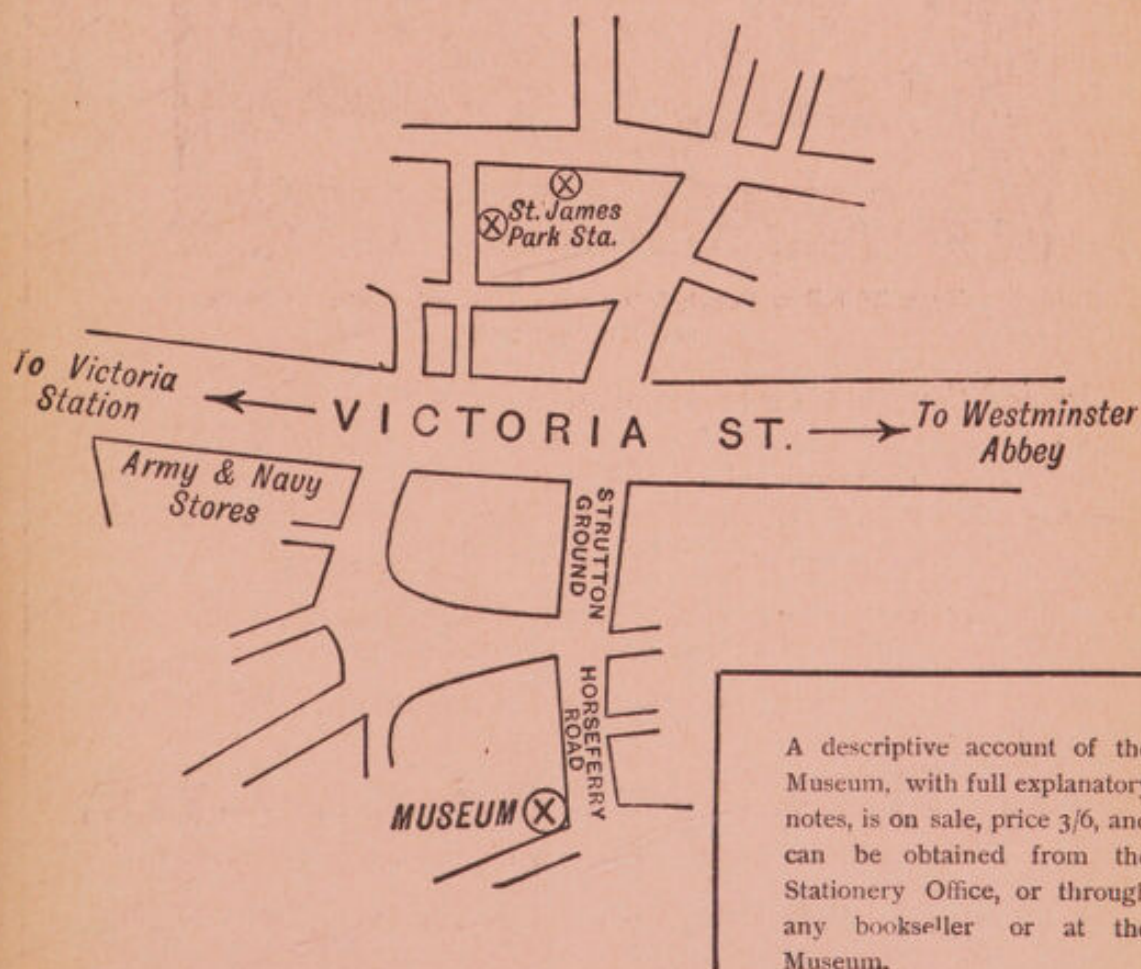 St. James
Park Sta.
To Victoria
Station
VICTORIA ST.
To Westminster
Abbey
Army & Navy
Stores
STRUTTON
GROUND
HORSEFERRY
ROAD
MUSEUM
A descriptive account of the
Museum, with full explanatory
notes, is on sale, price 3/6, and
can be obtained from the
Stationery Office, or through
any bookseller or at the
Museum.